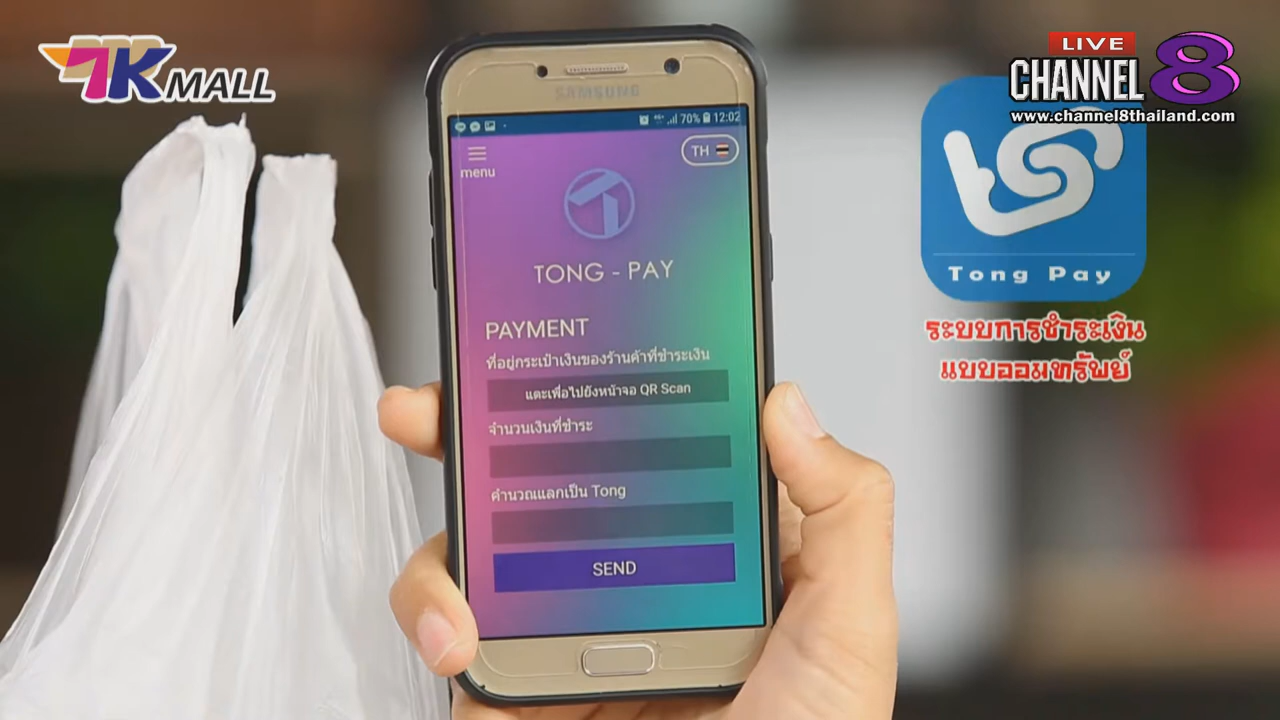 7K MALL
LIVE
CHANNEL 8
www.channel8thailand.com
SAMSUNG
70% 12:02
menu
TH
TONG - PAY
PAYMENT
ที่อยู่กระเป๋าเงินของร้านค้าที่ชำระเงิน
แตะเพื่อไปยังหน้าจอ QR Scan
จำนวนเงินที่ชำระ
คำนวณแลกเป็น Tong
SEND
Tong Pay
ระบบการชำระเงิน
แบบออมทรัพย์